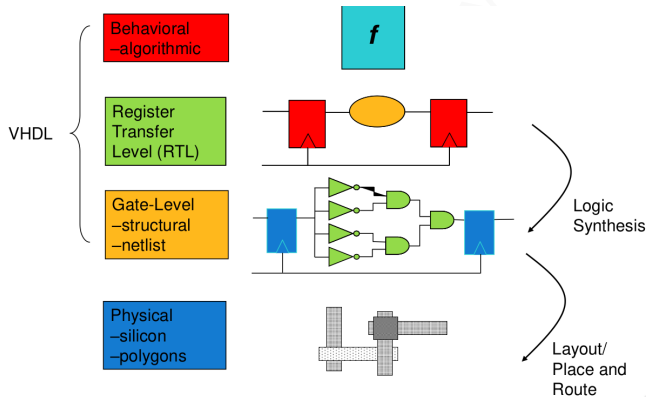 Behavioral
–algorithmic
f
VHDL
Register
Transfer
Level (RTL)
Gate-Level
–structural
–netlist
Logic
Synthesis
Physical
–silicon
–polygons
Layout/
Place and
Route